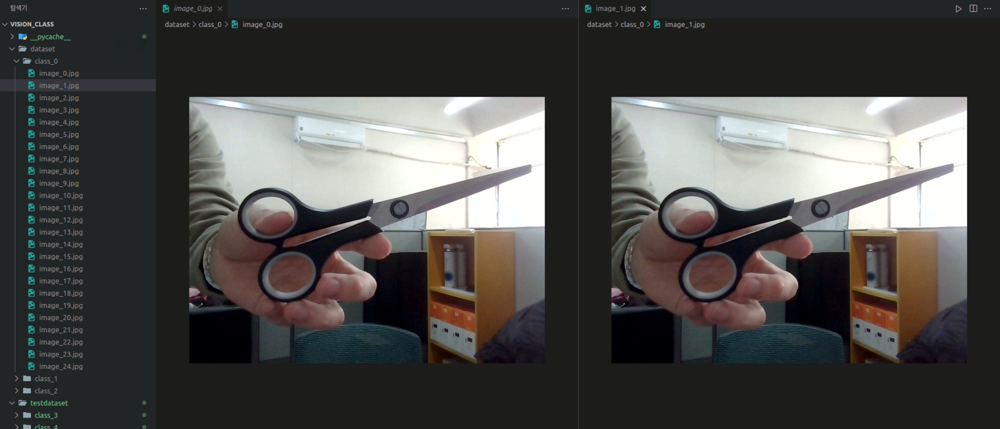 탐색기
VISION_CLASS
__pycache__
dataset
class_0
image_0.jpg
image_1.jpg
image_2.jpg
image_3.jpg
image_4.jpg
image_5.jpg
image_6.jpg
image_7.jpg
image_8.jpg
image_9.jpg
image_10.jpg
image_11.jpg
image_12.jpg
image_13.jpg
image_14.jpg
image_15.jpg
image_16.jpg
image_17.jpg
image_18.jpg
image_19.jpg
image_20.jpg
image_21.jpg
image_22.jpg
image_23.jpg
image_24.jpg
class_1
class_2
testdataset
class_3
class_4
image_0.jpg
dataset > class_0 > image_0.jpg
image_1.jpg
dataset > class_0 > image_1.jpg